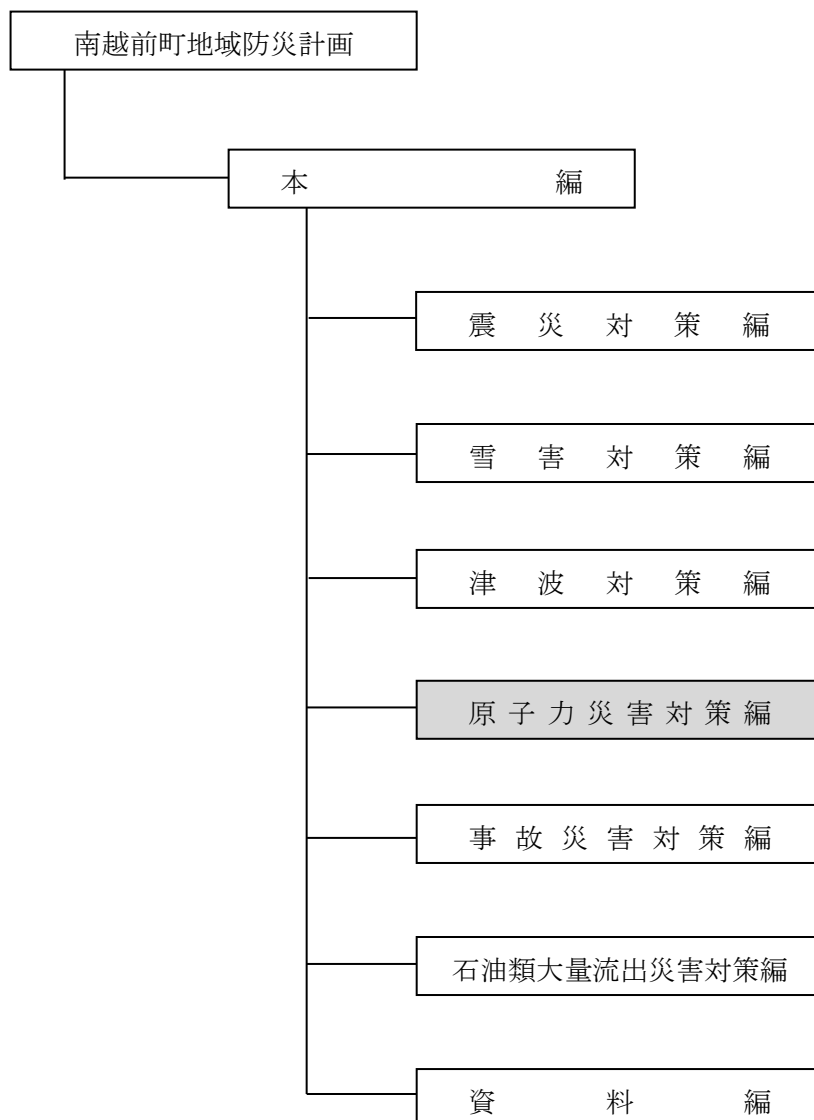 南越前町地域防災計画
本編
震災対策編
雪害対策編
津波対策編
原子力災害対策編
事故災害対策編
石油類大量流出災害対策編
資料編